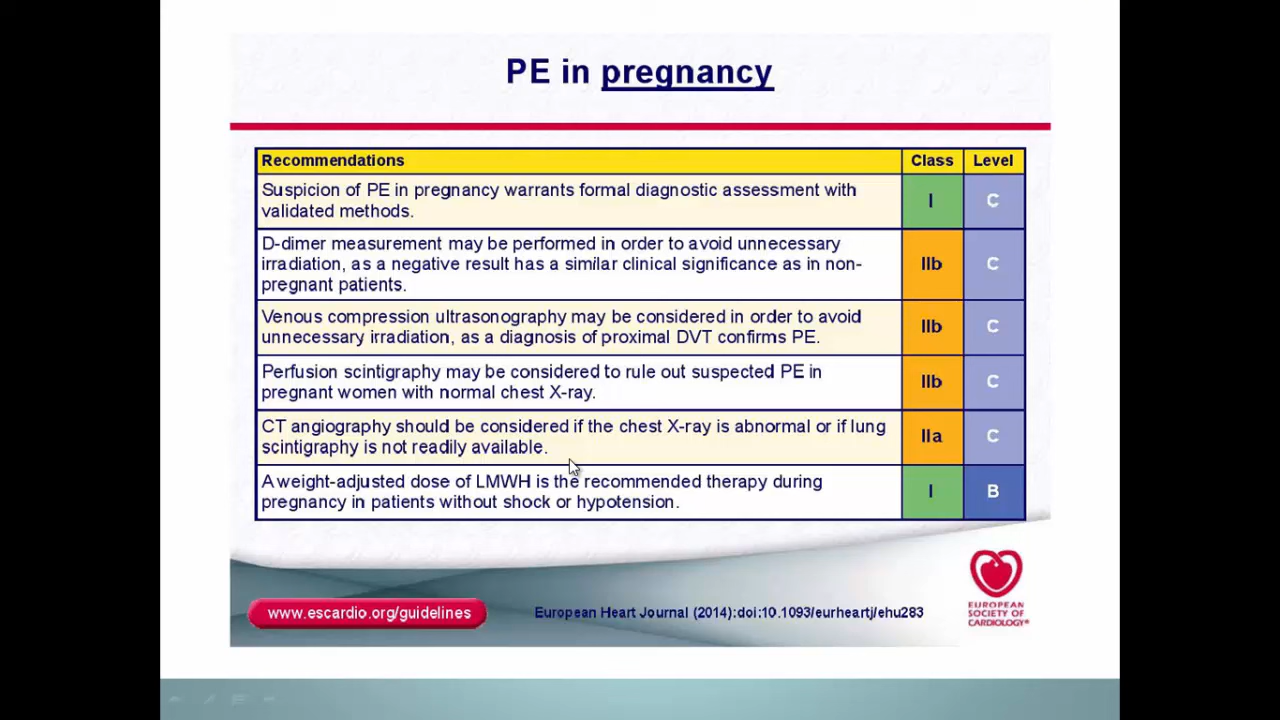 PE in pregnancy
Recommendations Class Level
Suspicion of PE in pregnancy warrants formal diagnostic assessment with
validated methods.
I C
D-dimer measurement may be performed in order to avoid unnecessary
irradiation, as a negative result has a similar clinical significance as in non-
pregnant patients.
IIb C
Venous compression ultrasonography may be considered in order to avoid
unnecessary irradiation, as a diagnosis of proximal DVT confirms PE.
IIb C
Perfusion scintigraphy may be considered to rule out suspected PE in
pregnant women with normal chest X-ray.
IIb C
CT angiography should be considered if the chest X-ray is abnormal or if lung
scintigraphy is not readily available.
IIa C
A weight-adjusted dose of LMWH is the recommended therapy during
pregnancy in patients without shock or hypotension.
I B
www.escardio.org/guidelines
European Heart Journal (2014):doi:10.1093/eurheartj/ehu283
EUROPEAN
SOCIETY OF
CARDIOLOGY®